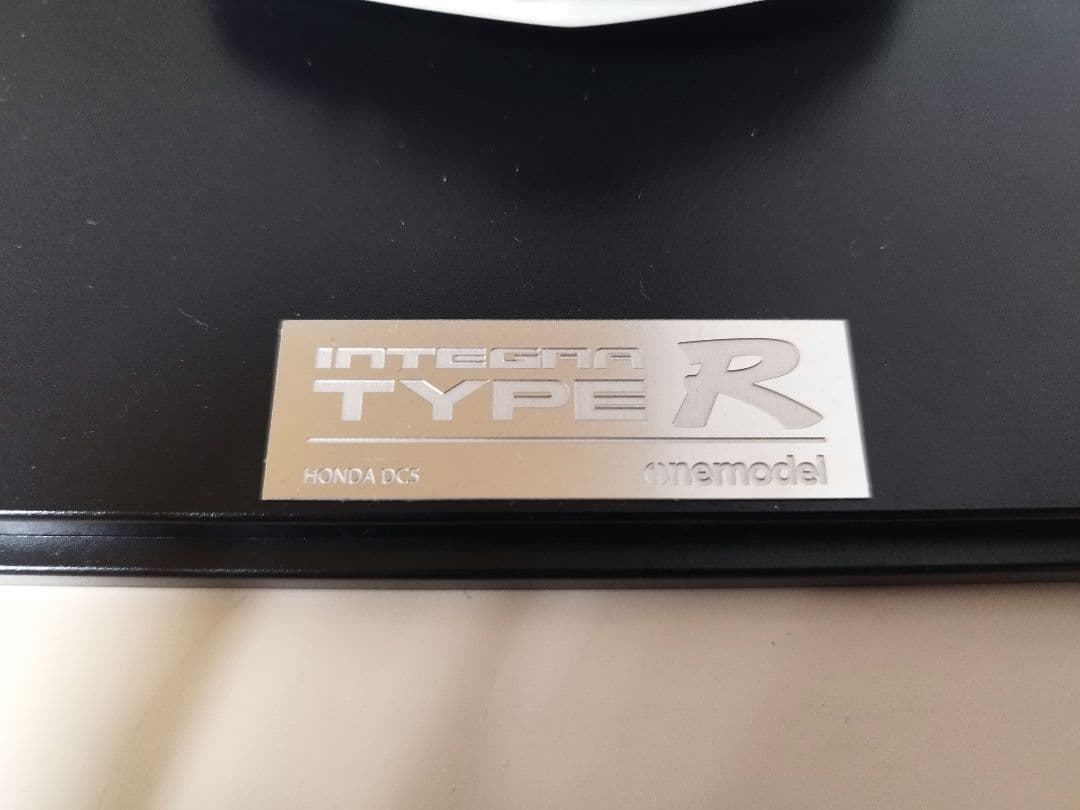 INTEGRA
TYPE R
HONDA DC5
onemodel